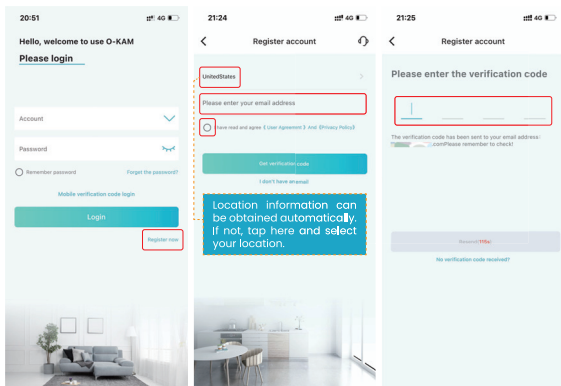 20:51
4G
Hello, welcome to use O-KAM
Please login
Account
Password
Remember password
Forget the password?
Mobile verification code login
Login
Register now
21:24
4G
Register account
UnitedStates
Please enter your email address
I have read and agree 《 User Agreement 》 And 《Privacy Policy》
Get verification code
I don't have an email
Location information can
be obtained automatically.
If not, tap here and select
your location.
21:25
4G
Register account
Please enter the verification code
The verification code has been sent to your email address:
.comPlease remember to check!
Resend(115s)
No verification code received?